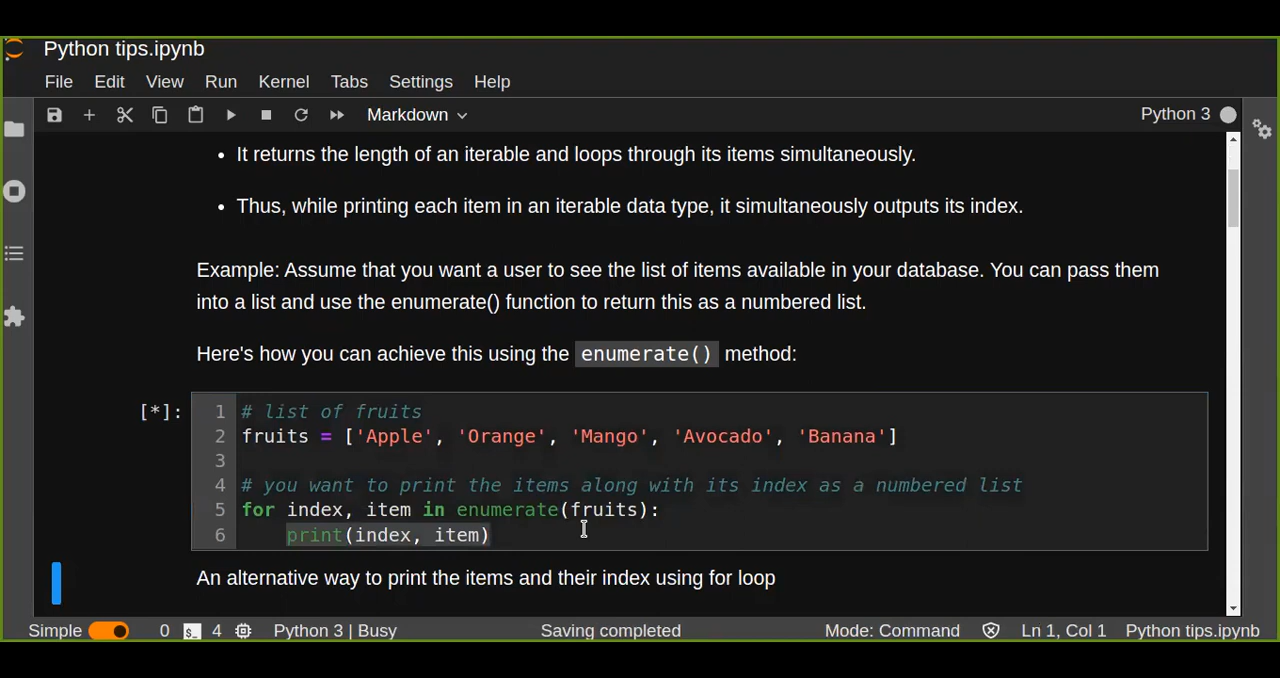 Python tips.ipynb
File Edit View Run Kernel Tabs Settings Help
Markdown Python 3
• It returns the length of an iterable and loops through its items simultaneously.
• Thus, while printing each item in an iterable data type, it simultaneously outputs its index.
Example: Assume that you want a user to see the list of items available in your database. You can pass them
into a list and use the enumerate() function to return this as a numbered list.
Here's how you can achieve this using the enumerate() method:
[*]:
1 # list of fruits
2 fruits = ['Apple', 'Orange', 'Mango', 'Avocado', 'Banana']
3
4 # you want to print the items along with its index as a numbered list
5 for index, item in enumerate(fruits):
6     print(index, item)
An alternative way to print the items and their index using for loop
Simple 0 $_ 4 Python 3 | Busy Saving completed Mode: Command Ln 1, Col 1 Python tips.ipynb